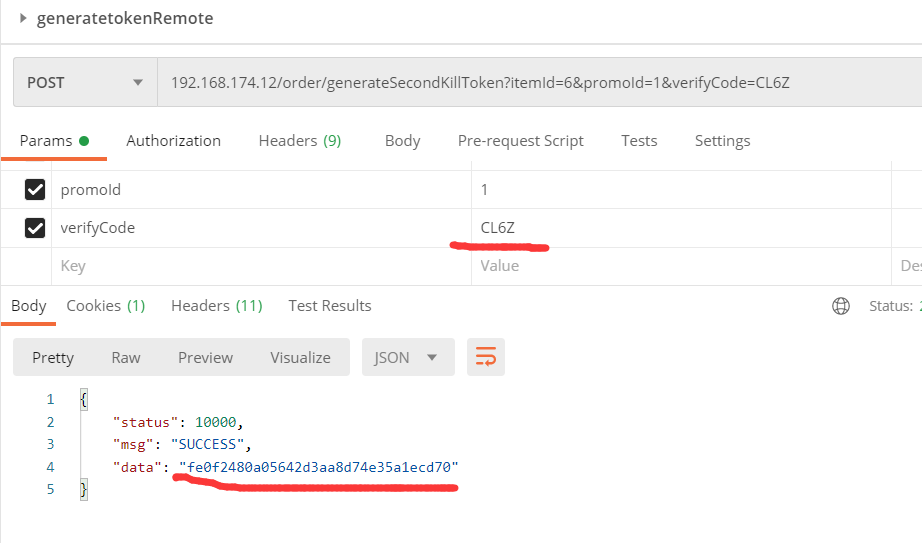 generatetokenRemote
POST 192.168.174.12/order/generateSecondKillToken?itemId=6&promoId=1&verifyCode=CL6Z
Params Authorization Headers (9) Body Pre-request Script Tests Settings
promoId 1
verifyCode CL6Z
Key Value Des
Body Cookies (1) Headers (11) Test Results Status: 2
Pretty Raw Preview Visualize JSON
1 {
2 "status": 10000,
3 "msg": "SUCCESS",
4 "data": "fe0f2480a05642d3aa8d74e35a1ecd70"
5 }